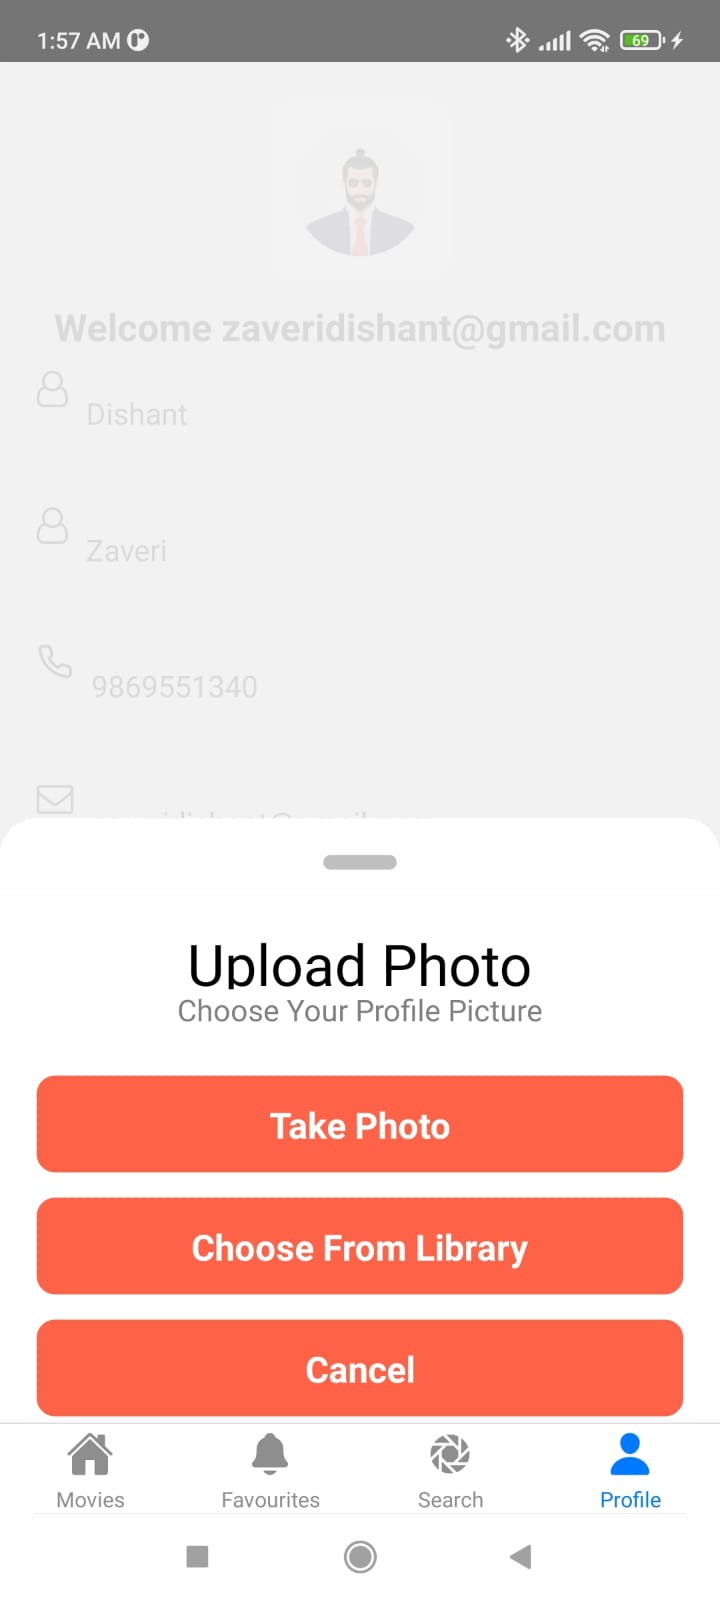 1:57 AM
69
Welcome zaveridishant@gmail.com
Dishant
Zaveri
9869551340
Upload Photo
Choose Your Profile Picture
Take Photo
Choose From Library
Cancel
Movies Favourites Search Profile